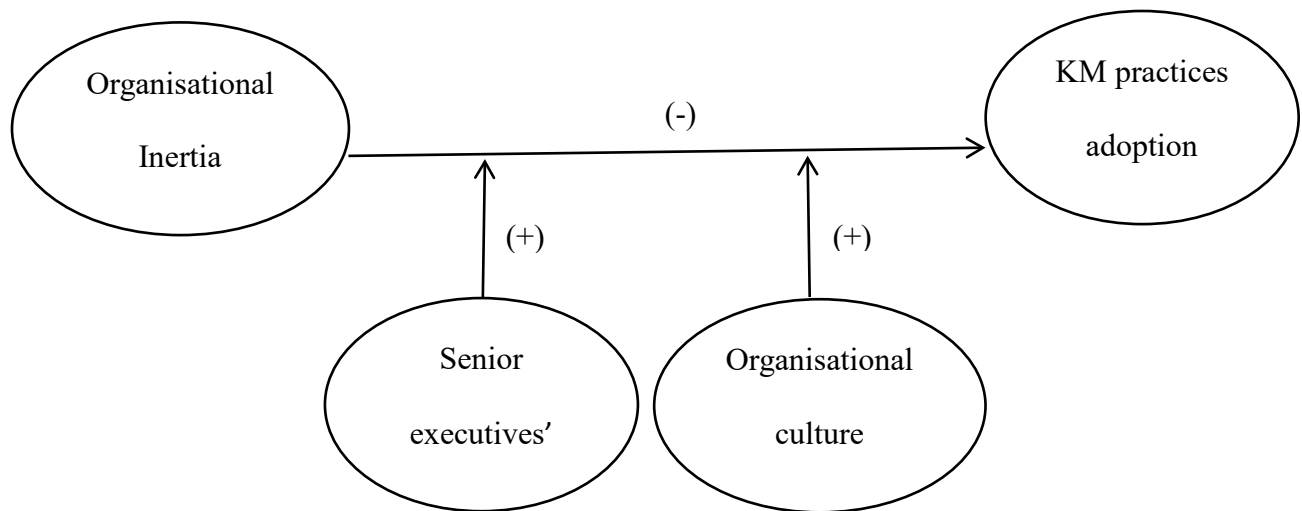 Organisational
Inertia
KM practices
adoption
(-)
(+)
(+)
Senior
executives’
Organisational
culture